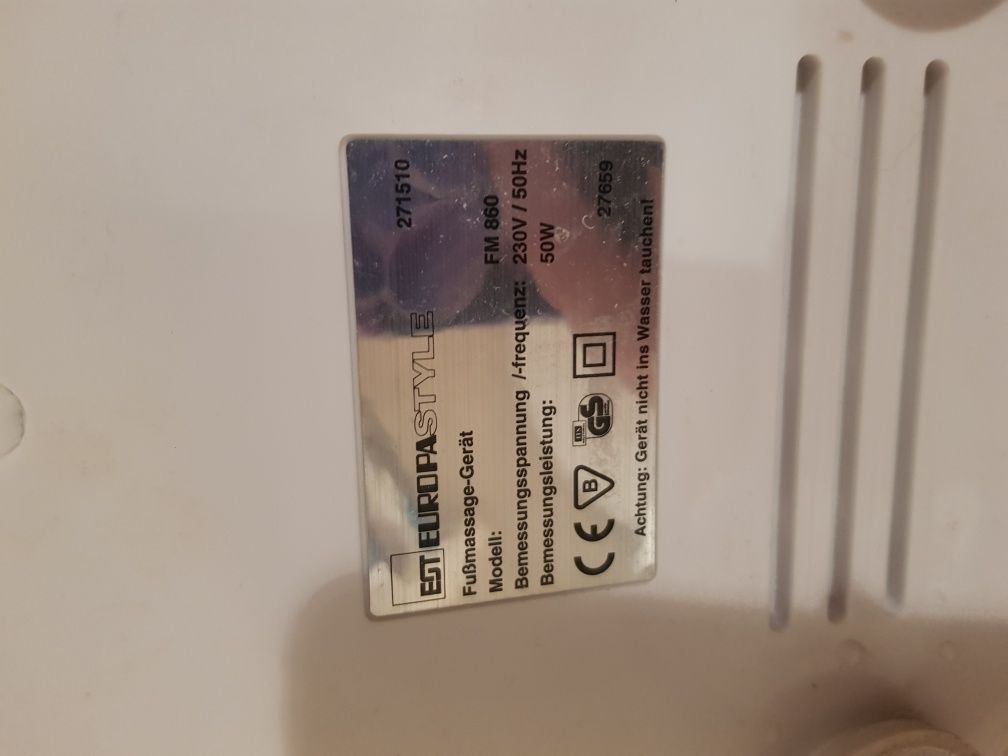 EST EUROPASTYLE 271510
Fußmassage-Gerät
Modell: FM 860
Bemessungsspannung /-frequenz: 230V / 50Hz
Bemessungsleistung: 50W
CE B GS 27659
Achtung: Gerät nicht ins Wasser tauchen!